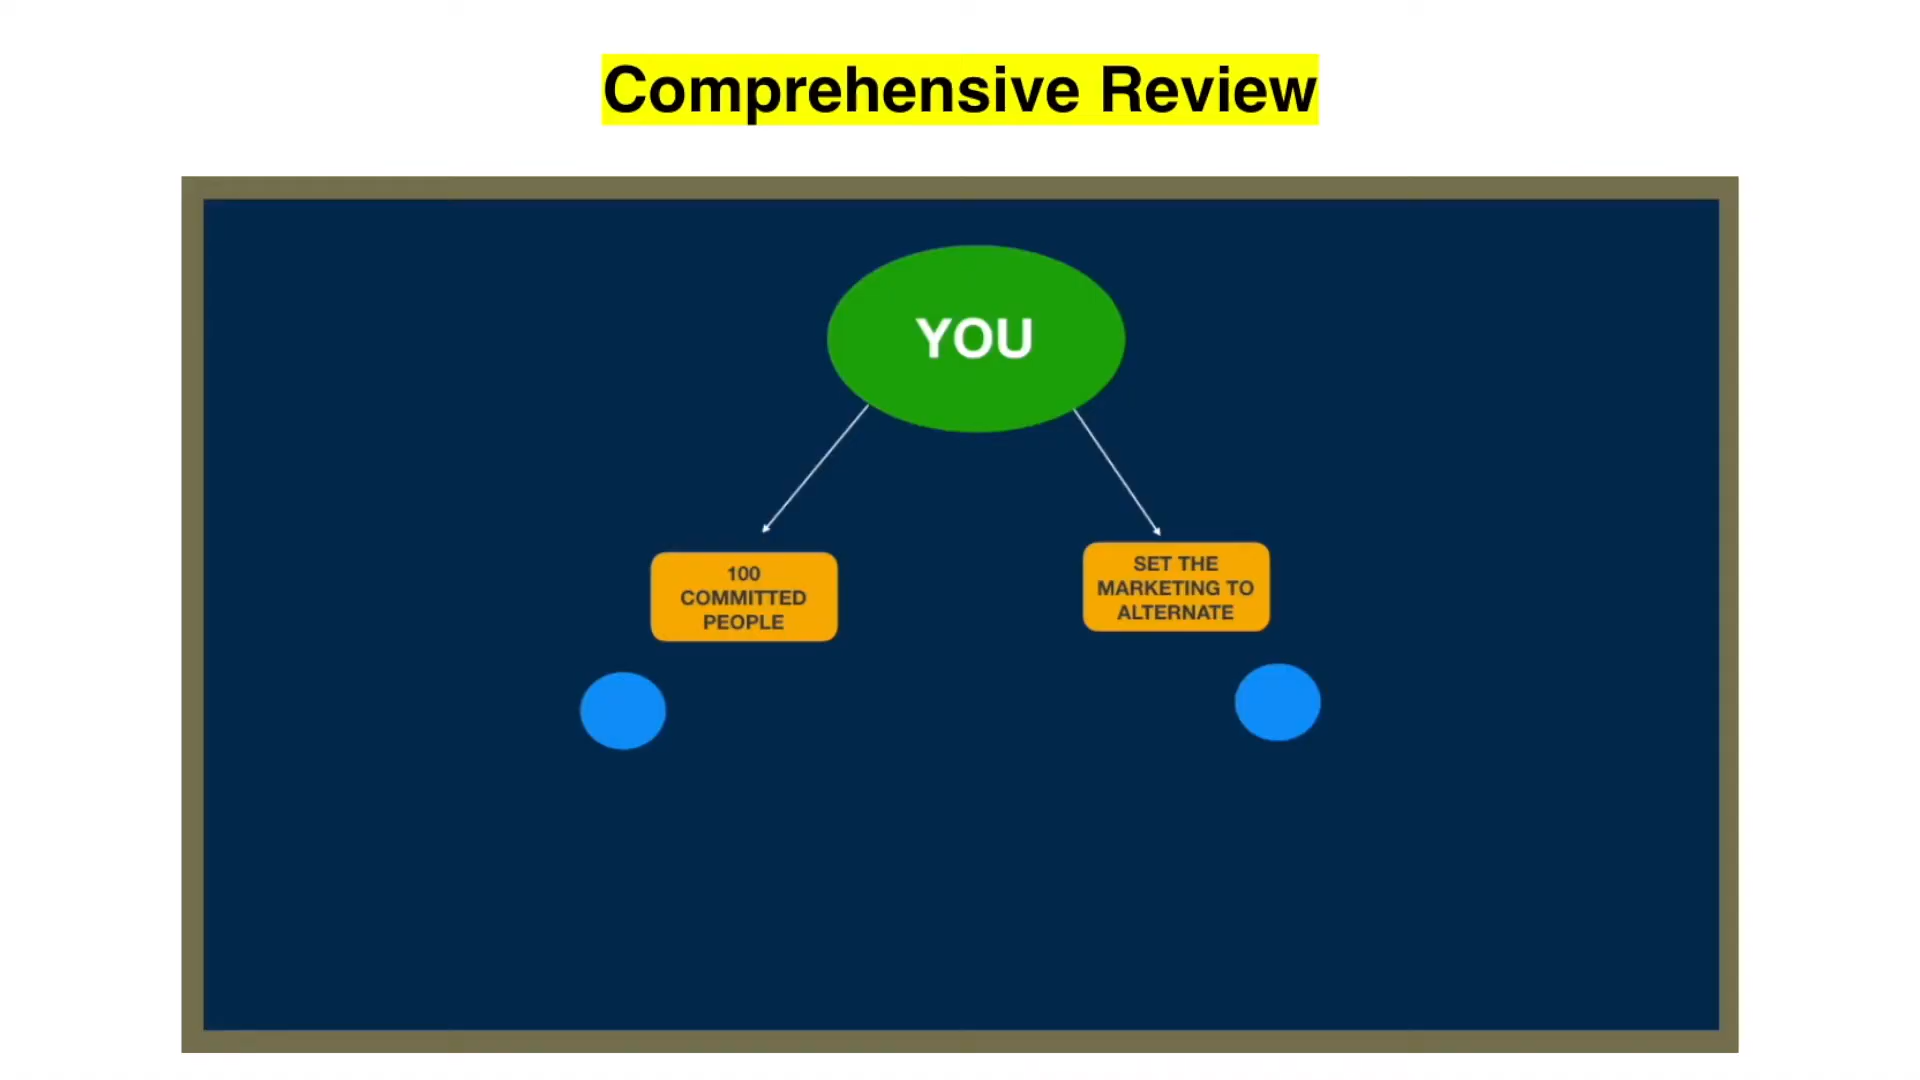 Comprehensive Review
YOU
100
COMMITTED
PEOPLE
SET THE
MARKETING TO
ALTERNATE